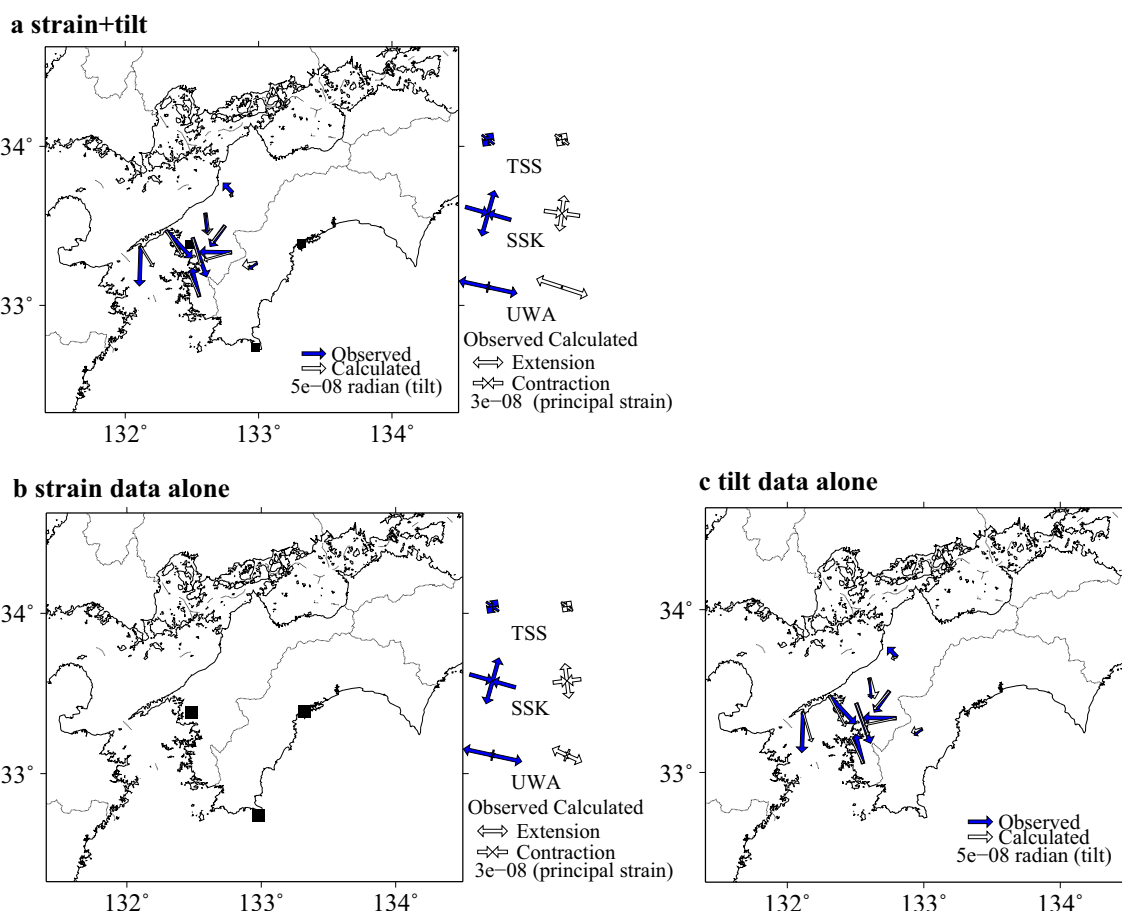 a strain+tilt
34°
33°
132°
133°
134°
TSS
SSK
UWA
Observed Calculated
Extension
Contraction
3e−08 (principal strain)
Observed
Calculated
5e−08 radian (tilt)
b strain data alone
34°
33°
132°
133°
134°
TSS
SSK
UWA
Observed Calculated
Extension
Contraction
3e−08 (principal strain)
c tilt data alone
34°
33°
132°
133°
134°
Observed
Calculated
5e−08 radian (tilt)